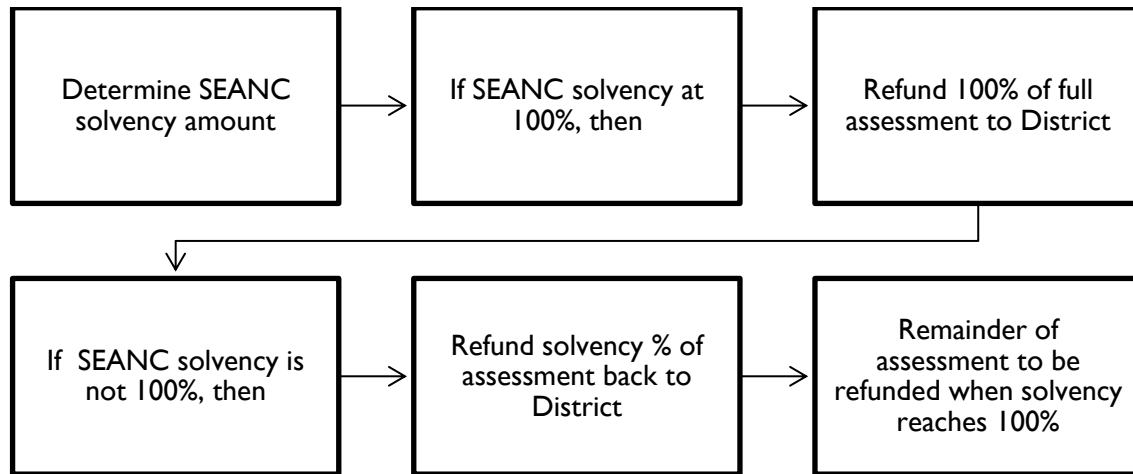 Determine SEANC
solvency amount
If SEANC solvency at
100%, then
Refund 100% of full
assessment to District
If  SEANC solvency is
not 100%, then
Refund solvency % of
assessment back to
District
Remainder of
assessment to be
refunded when solvency
reaches 100%